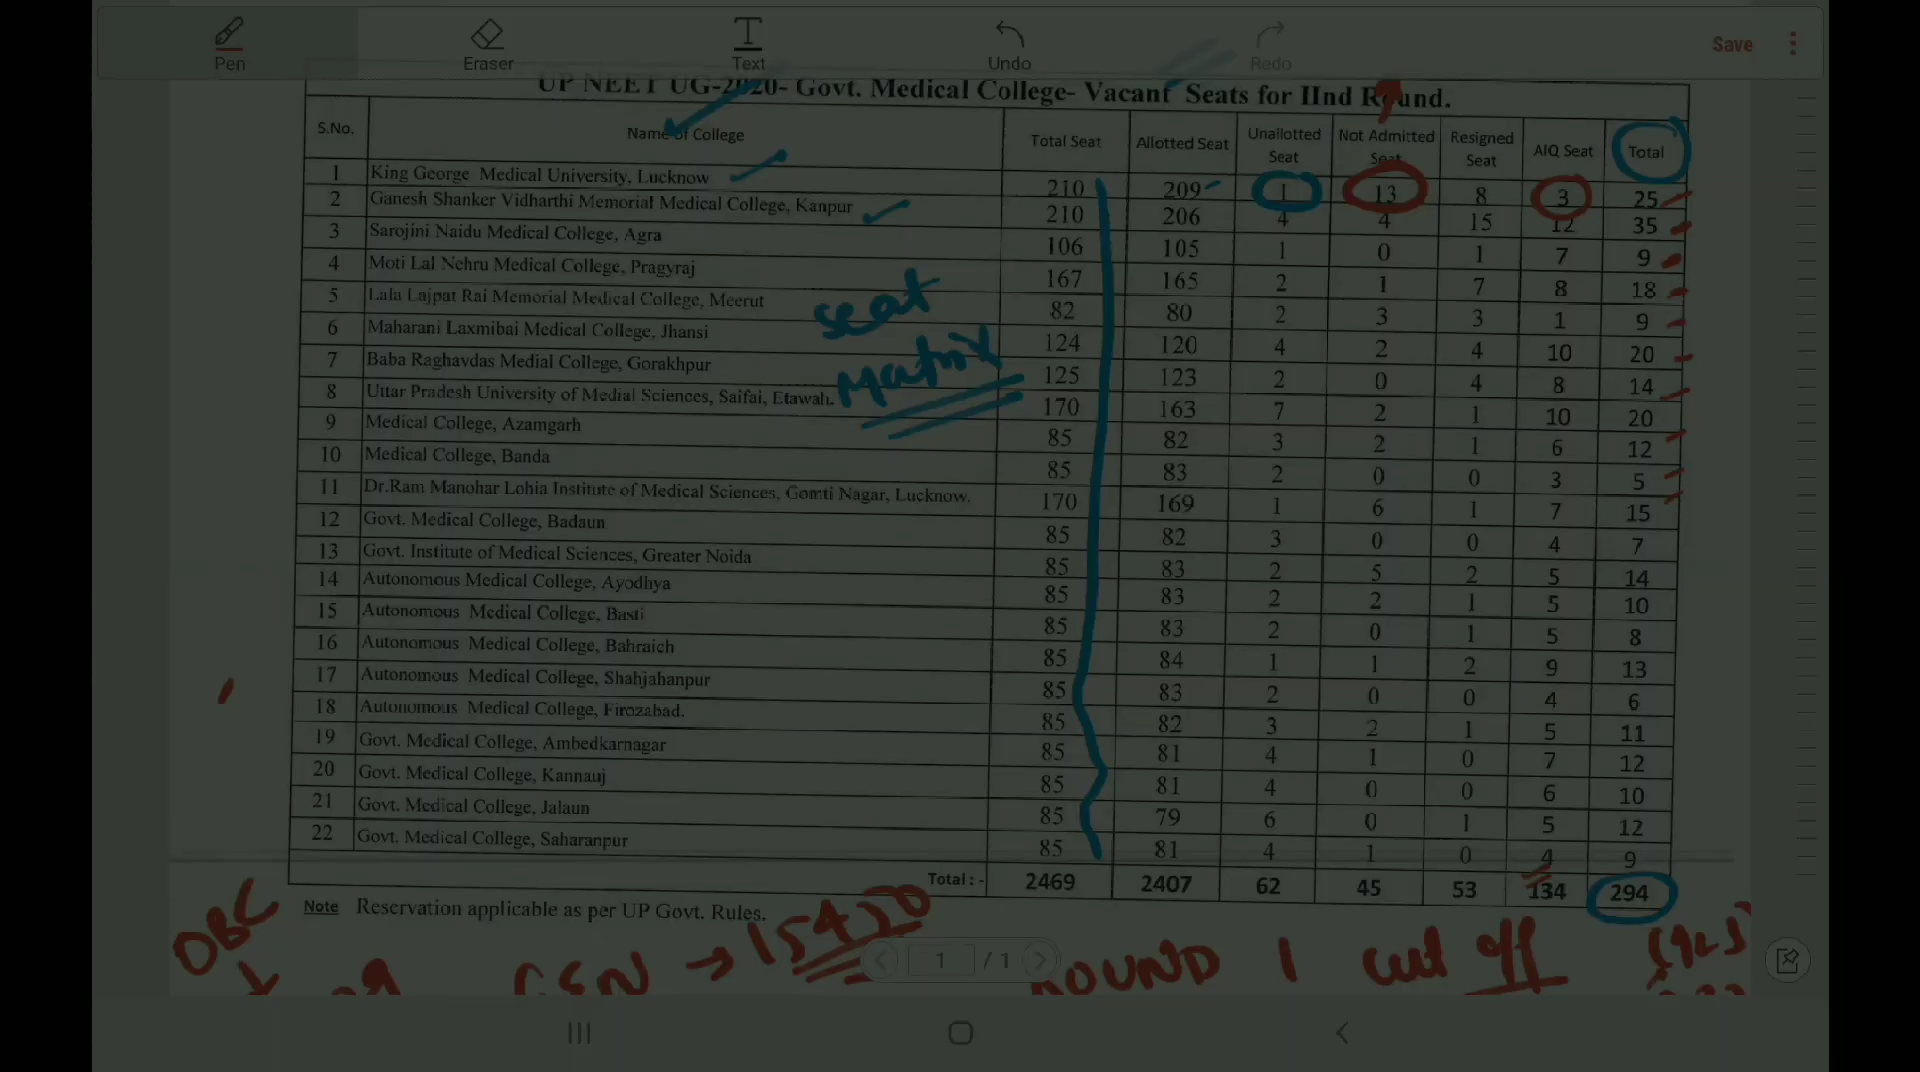 Pen Eraser Text Undo Redo Save
UP NEET UG-2020- Govt. Medical College- Vacant Seats for IInd Round.
S.No. Name of College Total Seat Allotted Seat Unallotted Seat Not Admitted Seat Resigned Seat AIQ Seat Total
1 King George Medical University, Lucknow 210 209 1 13 8 3 25
2 Ganesh Shanker Vidharthi Memorial Medical College, Kanpur 210 206 4 4 15 12 35
3 Sarojini Naidu Medical College, Agra 106 105 1 0 1 7 9
4 Moti Lal Nehru Medical College, Pragyraj 167 165 2 1 7 8 18
5 Lala Lajpat Rai Memorial Medical College, Meerut 82 80 2 3 3 1 9
6 Maharani Laxmibai Medical College, Jhansi 124 120 4 2 4 10 20
7 Baba Raghavdas Medial College, Gorakhpur 125 123 2 0 4 8 14
8 Uttar Pradesh University of Medial Sciences, Saifai, Etawah. 170 163 7 2 1 10 20
9 Medical College, Azamgarh 85 82 3 2 1 6 12
10 Medical College, Banda 85 83 2 0 0 3 5
11 Dr.Ram Manohar Lohia Institute of Medical Sciences, Gomti Nagar, Lucknow. 170 169 1 6 1 7 15
12 Govt. Medical College, Badaun 85 82 3 0 0 4 7
13 Govt. Institute of Medical Sciences, Greater Noida 85 83 2 5 2 5 14
14 Autonomous Medical College, Ayodhya 85 83 2 2 1 5 10
15 Autonomous Medical College, Basti 85 83 2 0 1 5 8
16 Autonomous Medical College, Bahraich 85 84 1 1 2 9 13
17 Autonomous Medical College, Shahjahanpur 85 83 2 0 0 4 6
18 Autonomous Medical College, Firozabad. 85 82 3 2 1 5 11
19 Govt. Medical College, Ambedkarnagar 85 81 4 1 0 7 12
20 Govt. Medical College, Kannauj 85 81 4 0 0 6 10
21 Govt. Medical College, Jalaun 85 79 6 0 1 5 12
22 Govt. Medical College, Saharanpur 85 81 4 1 0 4 9
Total : - 2469 2407 62 45 53 134 294
Note Reservation applicable as per UP Govt. Rules.
seat
matrix
OBC GEN → 15420 ROUND 1 cut off
1 / 1